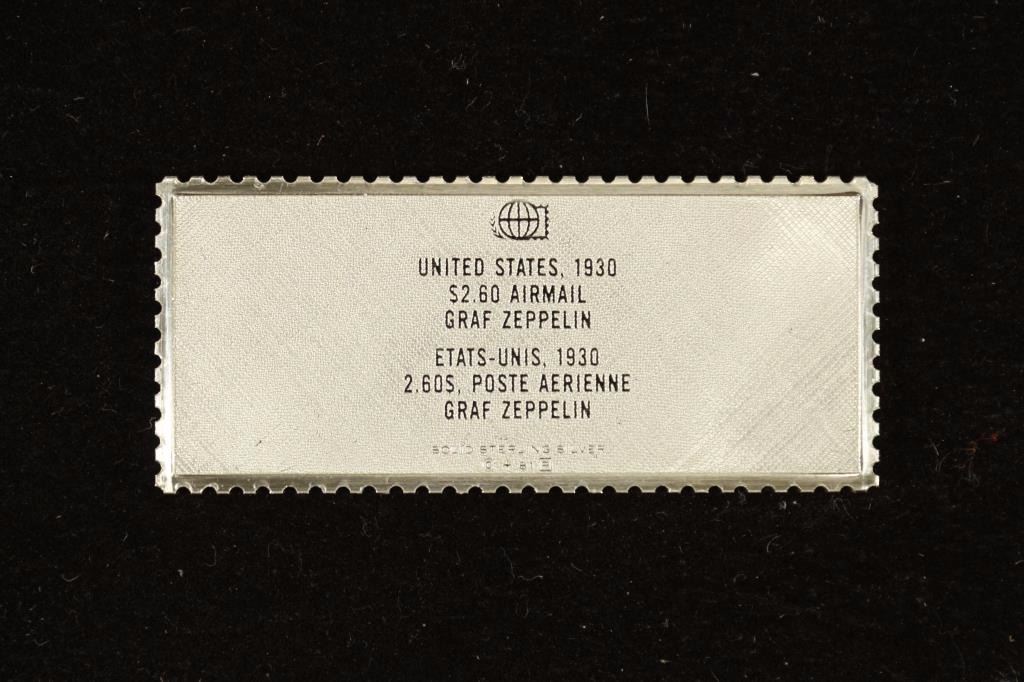 UNITED STATES, 1930
$2.60 AIRMAIL
GRAF ZEPPELIN
ETATS-UNIS, 1930
2.60$, POSTE AERIENNE
GRAF ZEPPELIN
SOLID STERLING SILVER